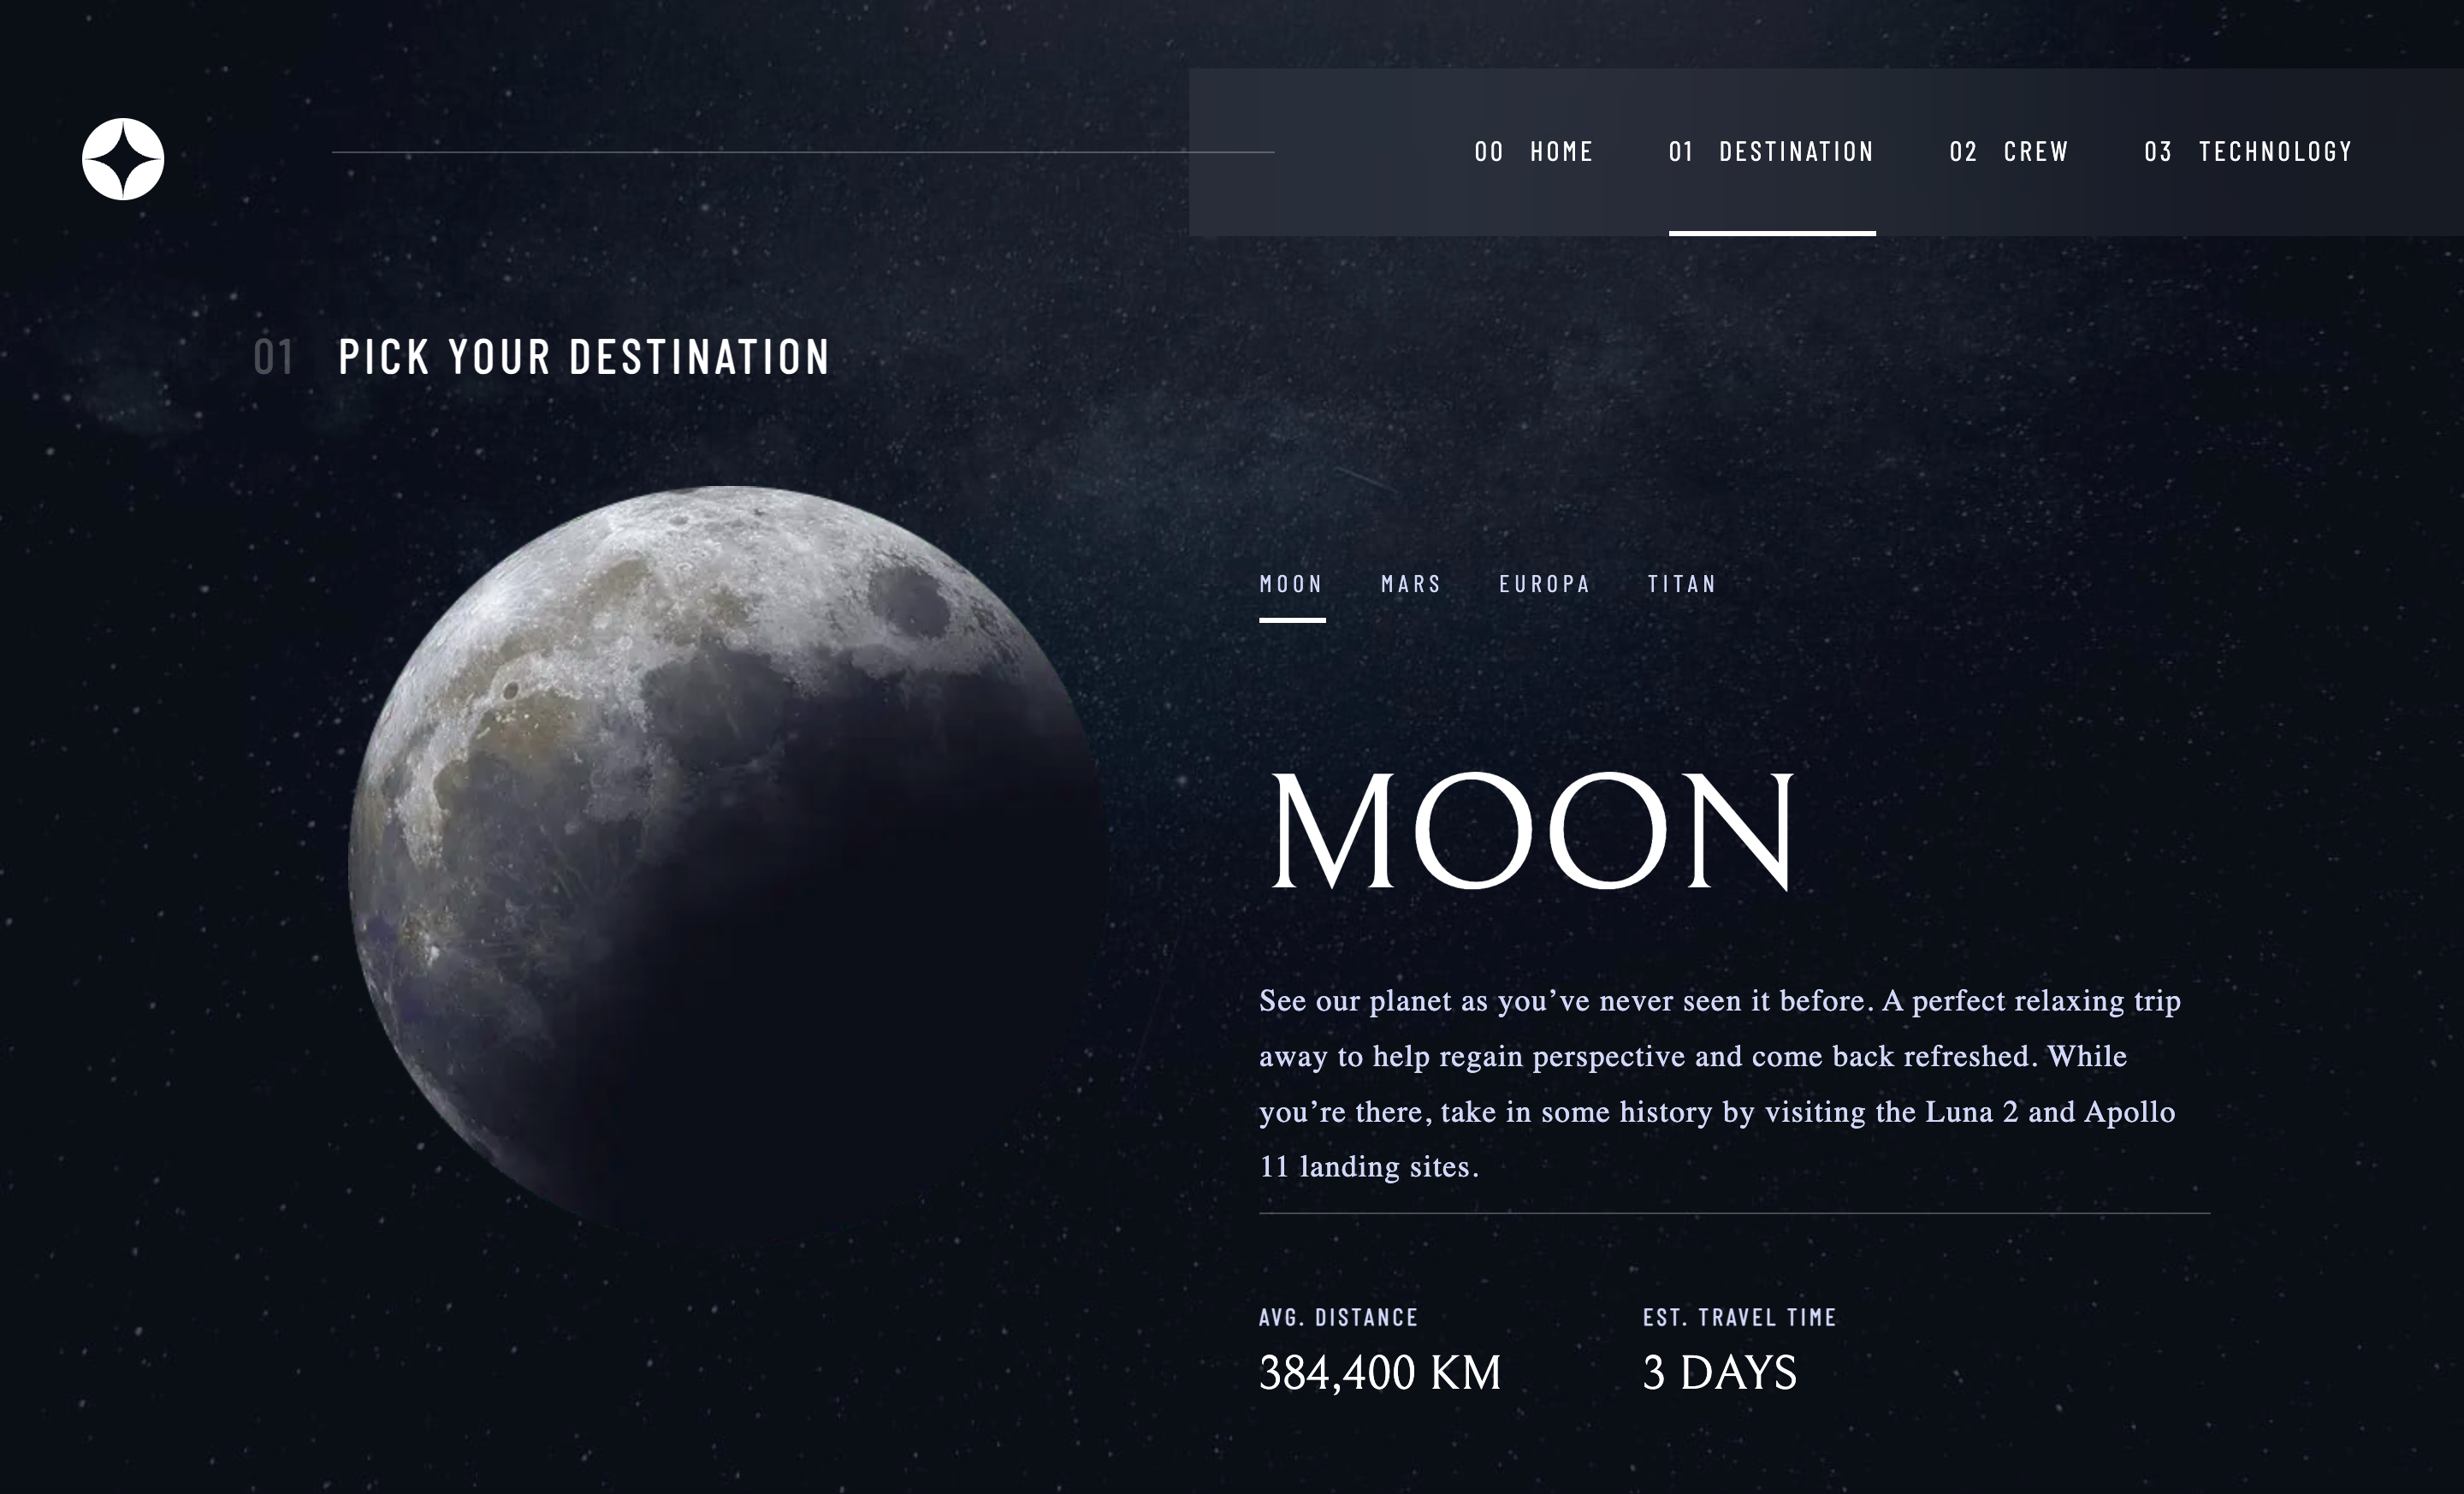 00 HOME 01 DESTINATION 02 CREW 03 TECHNOLOGY
01 PICK YOUR DESTINATION
MOON MARS EUROPA TITAN
MOON
See our planet as you’ve never seen it before. A perfect relaxing trip
away to help regain perspective and come back refreshed. While
you’re there, take in some history by visiting the Luna 2 and Apollo
11 landing sites.
AVG. DISTANCE EST. TRAVEL TIME
384,400 KM 3 DAYS